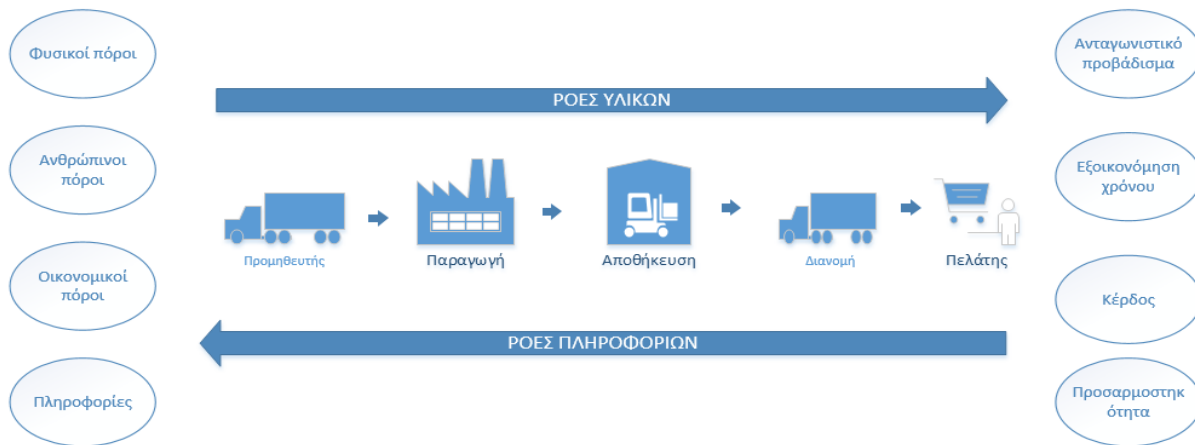 Φυσικοί πόροι
Ανθρώπινοι
πόροι
Οικονομικοί
πόροι
Πληροφορίες
ΡΟΕΣ ΥΛΙΚΩΝ
Προμηθευτής
Παραγωγή
Αποθήκευση
Διανομή
Πελάτης
ΡΟΕΣ ΠΛΗΡΟΦΟΡΙΩΝ
Ανταγωνιστικό
προβάδισμα
Εξοικονόμηση
χρόνου
Κέρδος
Προσαρμοστηκ
ότητα